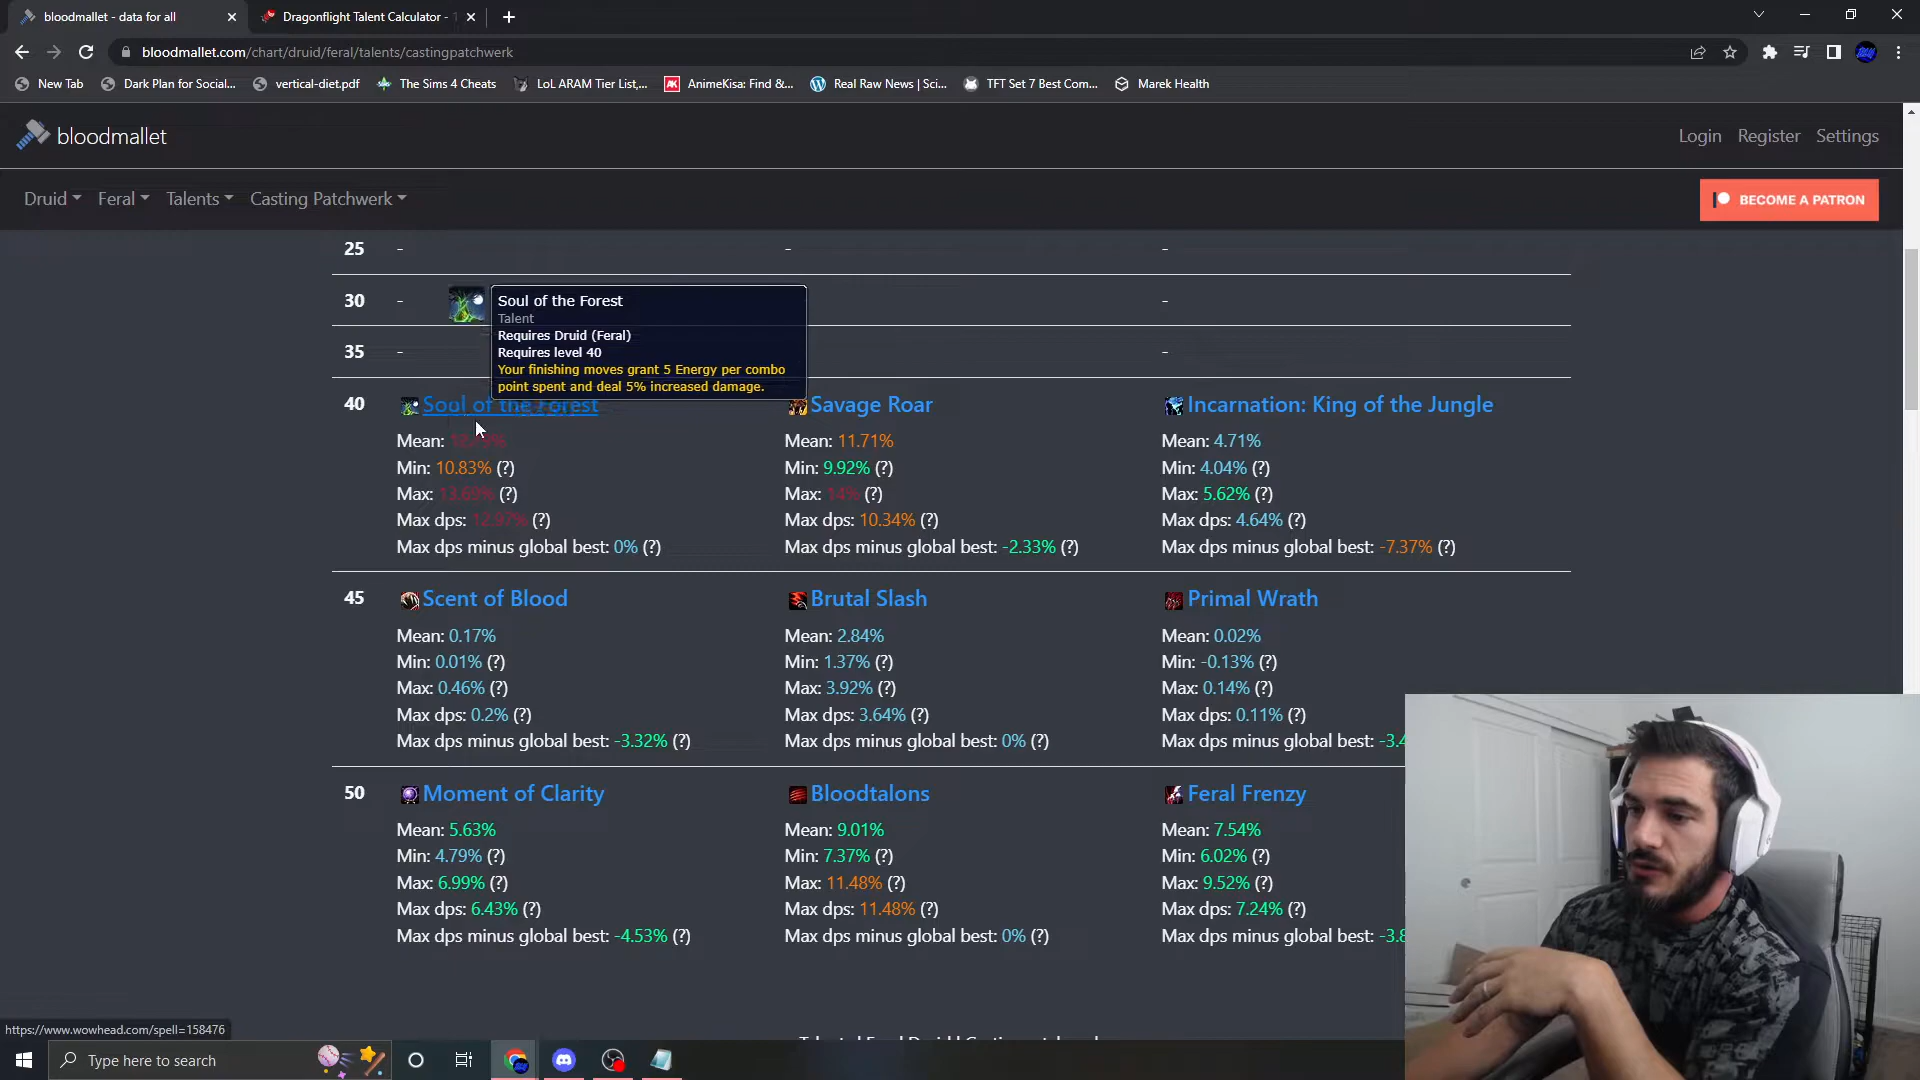 bloodmallet - data for all
Dragonflight Talent Calculator -
bloodmallet.com/chart/druid/feral/talents/castingpatchwerk
New Tab
Dark Plan for Social...
vertical-diet.pdf
The Sims 4 Cheats
LoL ARAM Tier List,...
AnimeKisa: Find &...
Real Raw News | Sci...
TFT Set 7 Best Com...
Marek Health
bloodmallet
Login Register Settings
Druid Feral Talents Casting Patchwerk
BECOME A PATRON
25 - - -
30 - -
35 - -
Soul of the Forest
Talent
Requires Druid (Feral)
Requires level 40
Your finishing moves grant 5 Energy per combo
point spent and deal 5% increased damage.
40 Soul of the Forest Savage Roar Incarnation: King of the Jungle
Mean: Mean: 11.71% Mean: 4.71%
Min: 10.83% (?) Min: 9.92% (?) Min: 4.04% (?)
Max: 13.69% (?) Max: 14% (?) Max: 5.62% (?)
Max dps: 12.97% (?) Max dps: 10.34% (?) Max dps: 4.64% (?)
Max dps minus global best: 0% (?) Max dps minus global best: -2.33% (?) Max dps minus global best: -7.37% (?)
45 Scent of Blood Brutal Slash Primal Wrath
Mean: 0.17% Mean: 2.84% Mean: 0.02%
Min: 0.01% (?) Min: 1.37% (?) Min: -0.13% (?)
Max: 0.46% (?) Max: 3.92% (?) Max: 0.14% (?)
Max dps: 0.2% (?) Max dps: 3.64% (?) Max dps: 0.11% (?)
Max dps minus global best: -3.32% (?) Max dps minus global best: 0% (?) Max dps minus global best: -3.4
50 Moment of Clarity Bloodtalons Feral Frenzy
Mean: 5.63% Mean: 9.01% Mean: 7.54%
Min: 4.79% (?) Min: 7.37% (?) Min: 6.02% (?)
Max: 6.99% (?) Max: 11.48% (?) Max: 9.52% (?)
Max dps: 6.43% (?) Max dps: 11.48% (?) Max dps: 7.24% (?)
Max dps minus global best: -4.53% (?) Max dps minus global best: 0% (?) Max dps minus global best: -3.8
https://www.wowhead.com/spell=158476
Type here to search